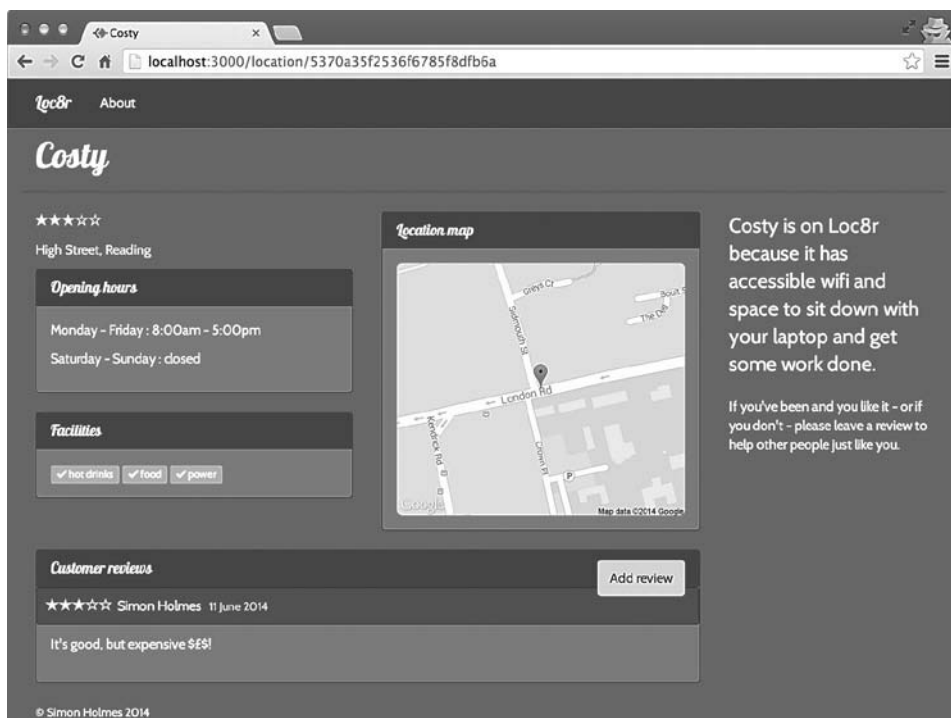 Costy
localhost:3000/location/5370a35f2536f6785f8dfb6a
Loc8r About
Costy
★★★☆☆
High Street, Reading
Opening hours
Monday - Friday : 8:00am - 5:00pm
Saturday - Sunday : closed
Facilities
✓hot drinks ✓food ✓power
Location map
Greys Cr
Boult S
The Dell
Sidmouth St
London Rd
Kendrick Rd
Crown Pl
P
Google
Map data ©2014 Google
Costy is on Loc8r
because it has
accessible wifi and
space to sit down with
your laptop and get
some work done.
If you've been and you like it - or if
you don't - please leave a review to
help other people just like you.
Customer reviews
Add review
★★★☆☆ Simon Holmes 11 June 2014
It's good, but expensive $£$!
© Simon Holmes 2014